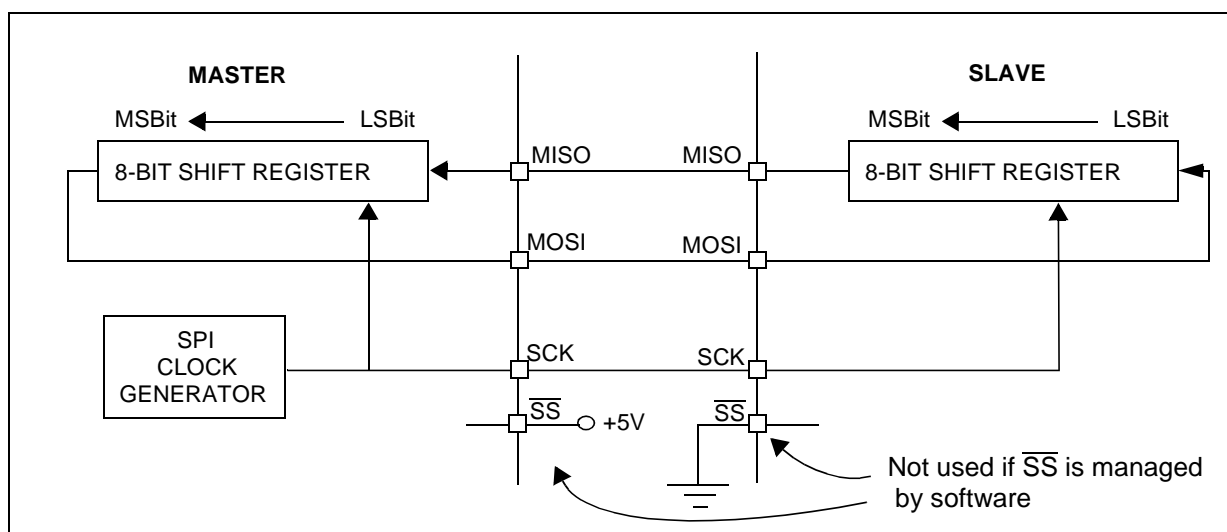 MASTER
SLAVE
MSBit
LSBit
MSBit
LSBit
8-BIT SHIFT REGISTER
MISO
MISO
8-BIT SHIFT REGISTER
MOSI
MOSI
SPI
CLOCK
GENERATOR
SCK
SCK
SS
+5V
SS
Not used if SS is managed
by software